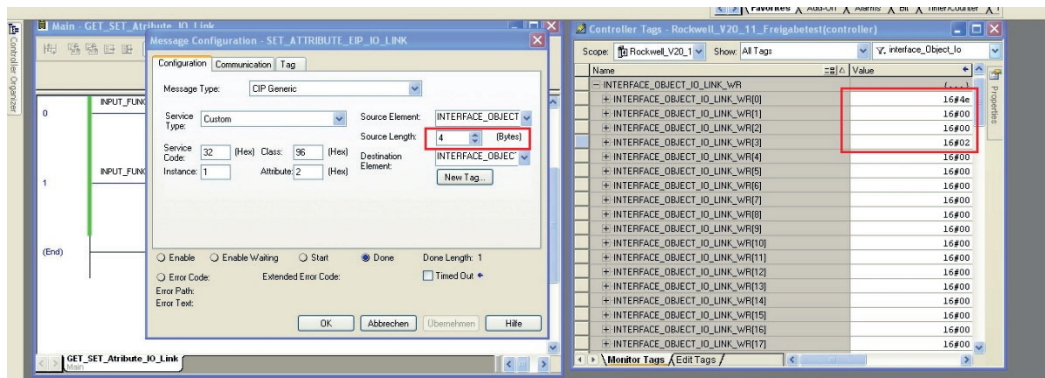 Favorites Add-On Alarms Bit Timer/Counter
Main - GET_SET_Atribute_IO_Link
Controller Organizer
0
INPUT_FUNC
1
INPUT_FUNC
(End)
GET_SET_Atribute_IO_Link
Main
Message Configuration - SET_ATTRIBUTE_EIP_IO_LINK
Configuration Communication Tag
Message Type: CIP Generic
Service Type: Custom
Source Element: INTERFACE_OBJECT
Source Length: 4 (Bytes)
Service Code: 32 (Hex) Class: 96 (Hex)
Destination Element: INTERFACE_OBJEC
Instance: 1 Attribute: 2 (Hex)
New Tag...
Enable Enable Waiting Start Done Done Length: 1
Error Code: Extended Error Code: Timed Out
Error Path:
Error Text:
OK Abbrechen Übernehmen Hilfe
Controller Tags - Rockwell_V20_11_Freigabetest(controller)
Scope: Rockwell_V20_1 Show: All Tags interface_Object_Io
Name Value
INTERFACE_OBJECT_IO_LINK_WR {...}
INTERFACE_OBJECT_IO_LINK_WR[0] 16#4e
INTERFACE_OBJECT_IO_LINK_WR[1] 16#00
INTERFACE_OBJECT_IO_LINK_WR[2] 16#00
INTERFACE_OBJECT_IO_LINK_WR[3] 16#02
INTERFACE_OBJECT_IO_LINK_WR[4] 16#00
INTERFACE_OBJECT_IO_LINK_WR[5] 16#00
INTERFACE_OBJECT_IO_LINK_WR[6] 16#00
INTERFACE_OBJECT_IO_LINK_WR[7] 16#00
INTERFACE_OBJECT_IO_LINK_WR[8] 16#00
INTERFACE_OBJECT_IO_LINK_WR[9] 16#00
INTERFACE_OBJECT_IO_LINK_WR[10] 16#00
INTERFACE_OBJECT_IO_LINK_WR[11] 16#00
INTERFACE_OBJECT_IO_LINK_WR[12] 16#00
INTERFACE_OBJECT_IO_LINK_WR[13] 16#00
INTERFACE_OBJECT_IO_LINK_WR[14] 16#00
INTERFACE_OBJECT_IO_LINK_WR[15] 16#00
INTERFACE_OBJECT_IO_LINK_WR[16] 16#00
INTERFACE_OBJECT_IO_LINK_WR[17] 16#00
Monitor Tags Edit Tags
Properties